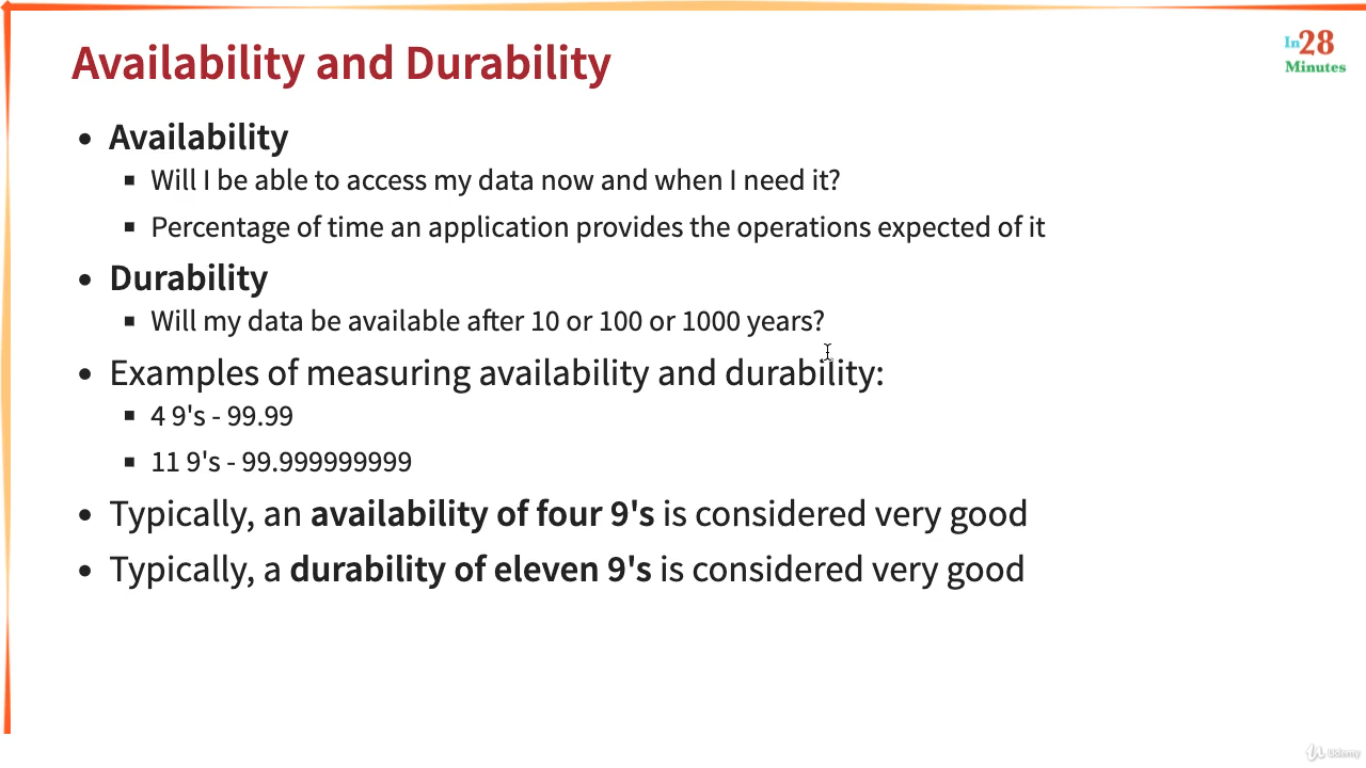 Availability and Durability
In28
Minutes
• Availability
▪ Will I be able to access my data now and when I need it?
▪ Percentage of time an application provides the operations expected of it
• Durability
▪ Will my data be available after 10 or 100 or 1000 years?
• Examples of measuring availability and durability:
▪ 4 9's - 99.99
▪ 11 9's - 99.999999999
• Typically, an availability of four 9's is considered very good
• Typically, a durability of eleven 9's is considered very good
Udemy